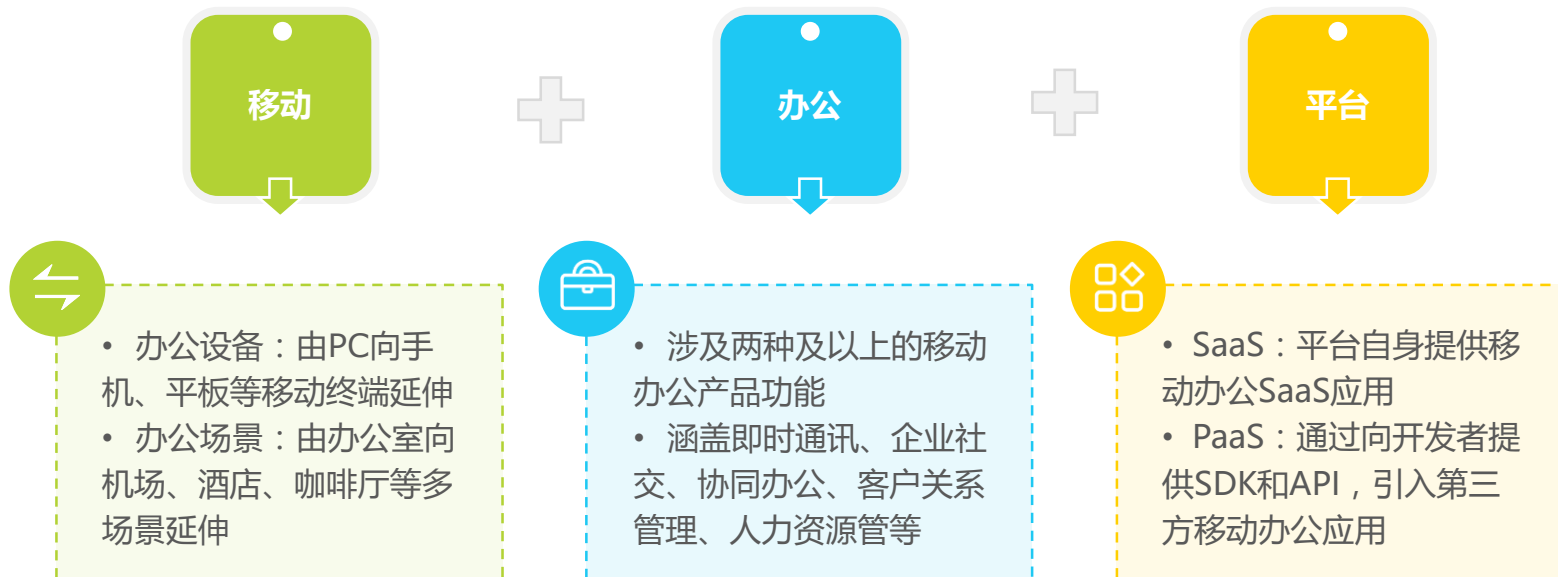 移动
办公
平台
• 办公设备：由PC向手
机、平板等移动终端延伸
• 办公场景：由办公室向
机场、酒店、咖啡厅等多
场景延伸
• 涉及两种及以上的移动
办公产品功能
• 涵盖即时通讯、企业社
交、协同办公、客户关系
管理、人力资源管等
• SaaS：平台自身提供移
动办公SaaS应用
• PaaS：通过向开发者提
供SDK和API，引入第三
方移动办公应用